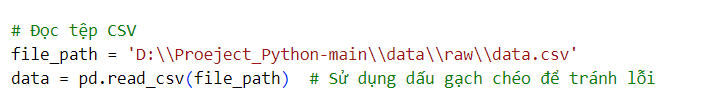 # Đọc tệp CSV
file_path = 'D:\\Proeject_Python-main\\data\\raw\\data.csv'
data = pd.read_csv(file_path)  # Sử dụng dấu gạch chéo để tránh lỗi